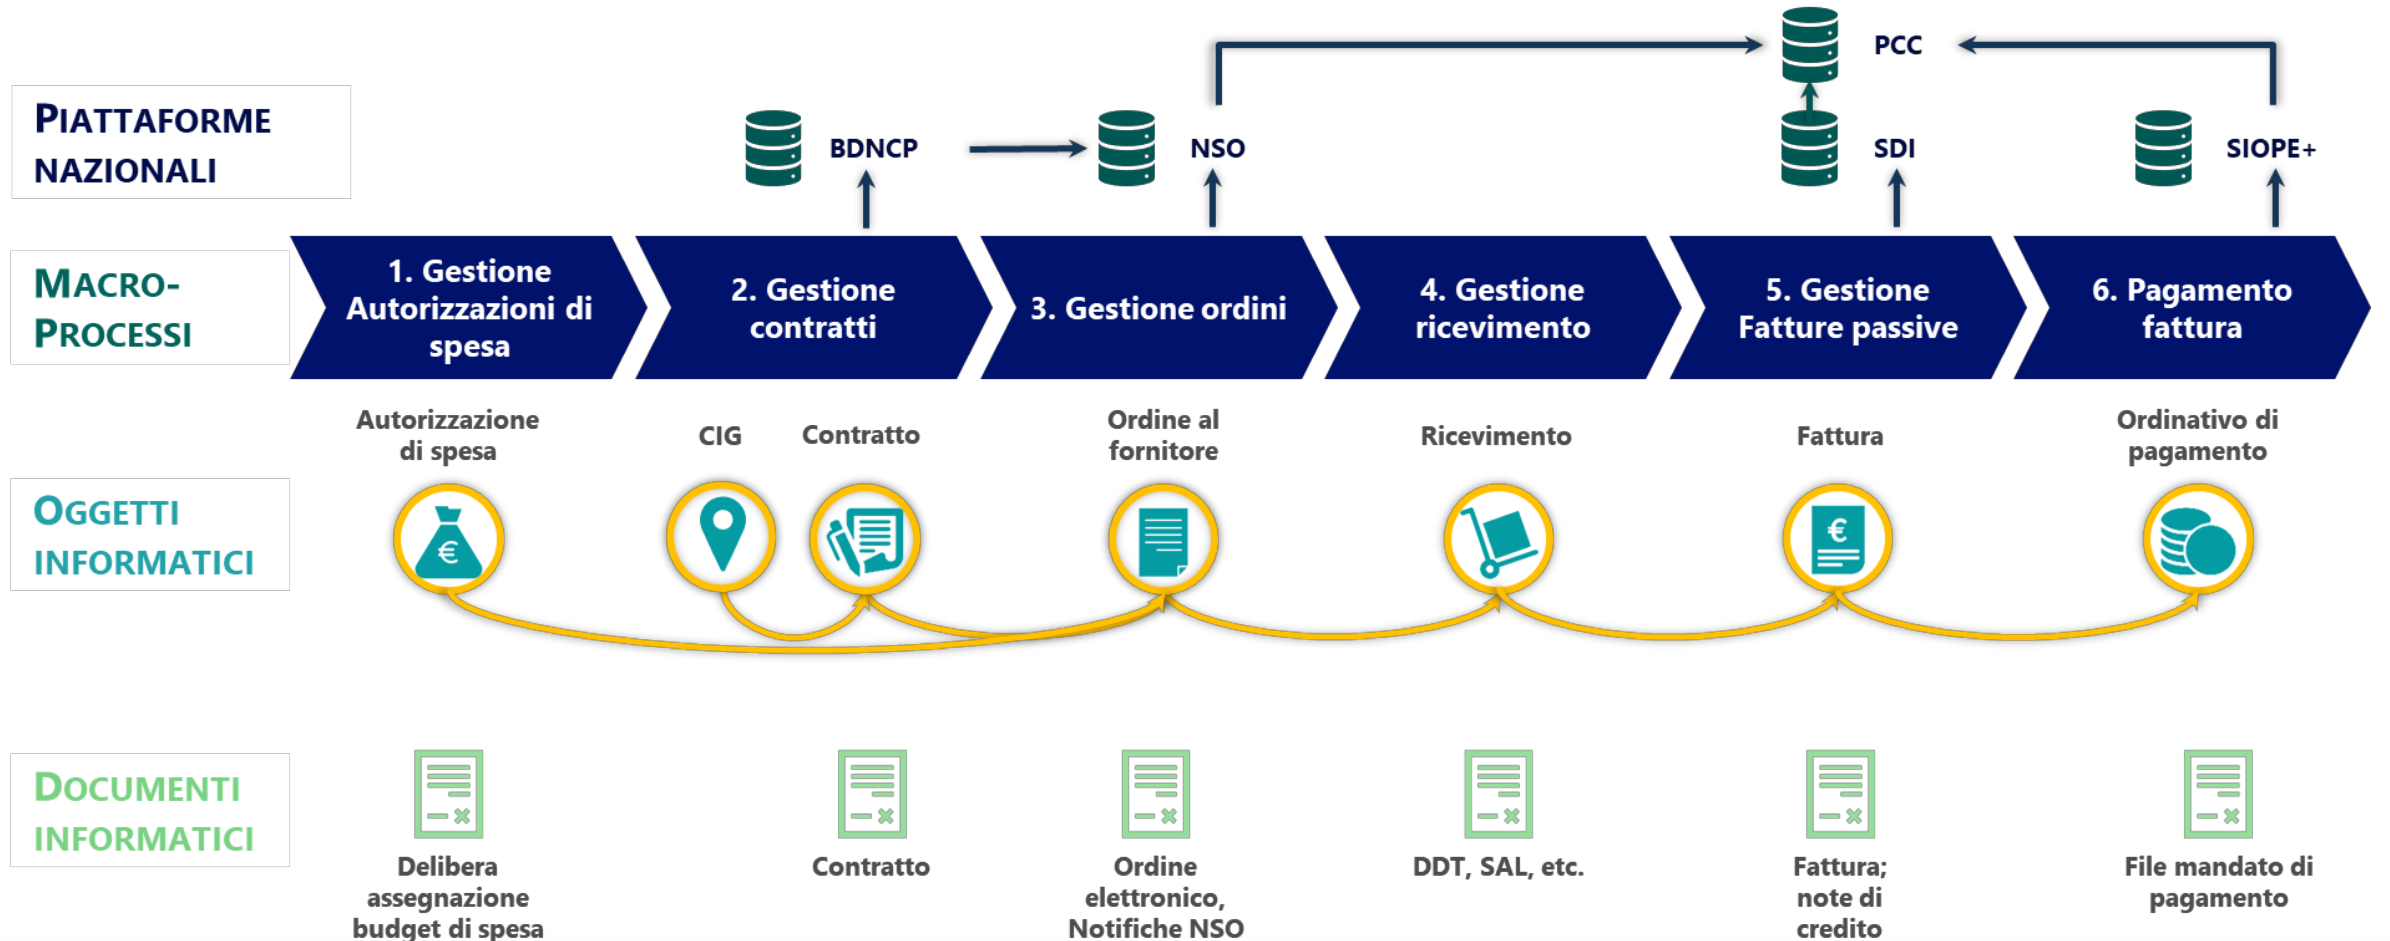 PCC
PIATTAFORME
NAZIONALI
BDNCP
NSO
SDI
SIOPE+
MACRO-
PROCESSI
1. Gestione
Autorizzazioni di
spesa
2. Gestione
contratti
3. Gestione ordini
4. Gestione
ricevimento
5. Gestione
Fatture passive
6. Pagamento
fattura
OGGETTI
INFORMATICI
Autorizzazione
di spesa
CIG
Contratto
Ordine al
fornitore
Ricevimento
Fattura
Ordinativo di
pagamento
€
€
DOCUMENTI
INFORMATICI
Delibera
assegnazione
budget di spesa
Contratto
Ordine
elettronico,
Notifiche NSO
DDT, SAL, etc.
Fattura;
note di
credito
File mandato di
pagamento